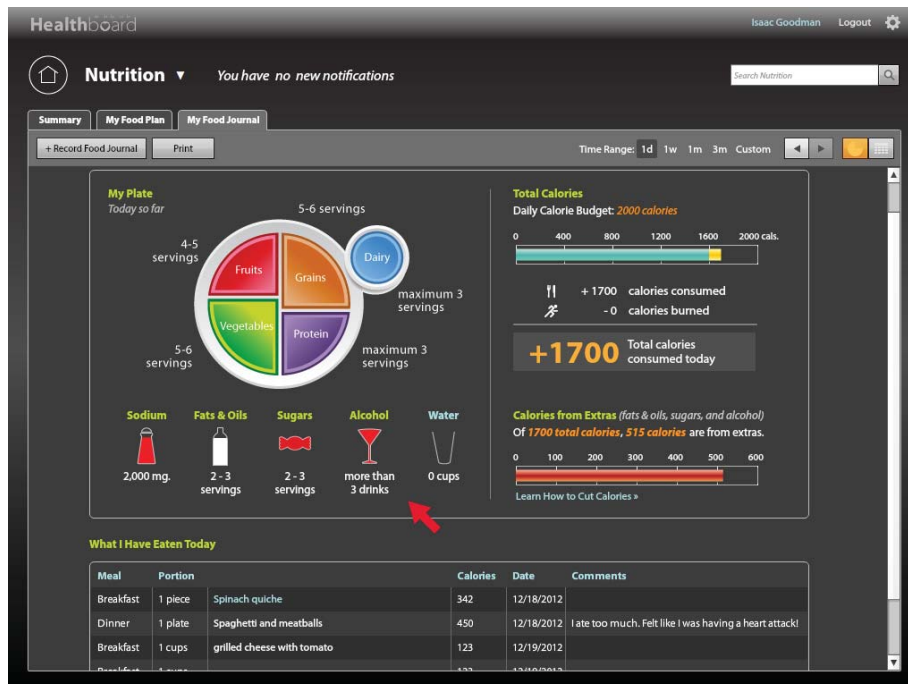 Healthboard
Isaac Goodman Logout
Nutrition ▼ You have no new notifications
Search Nutrition
Summary My Food Plan My Food Journal
+ Record Food Journal Print
Time Range: 1d 1w 1m 3m Custom
My Plate
Today so far
5-6 servings
4-5
servings
Fruits
Grains
Dairy
maximum 3
servings
Vegetables
Protein
5-6
servings
maximum 3
servings
Sodium Fats & Oils Sugars Alcohol Water
2,000 mg.
2 - 3
servings
2 - 3
servings
more than
3 drinks
0 cups
Total Calories
Daily Calorie Budget: 2000 calories
0 400 800 1200 1600 2000 cals.
+ 1700 calories consumed
- 0 calories burned
+1700 Total calories
consumed today
Calories from Extras (fats & oils, sugars, and alcohol)
Of 1700 total calories, 515 calories are from extras.
0 100 200 300 400 500 600
Learn How to Cut Calories »
What I Have Eaten Today
Meal Portion Calories Date Comments
Breakfast 1 piece Spinach quiche 342 12/18/2012
Dinner 1 plate Spaghetti and meatballs 450 12/18/2012 I ate too much. Felt like I was having a heart attack!
Breakfast 1 cups grilled cheese with tomato 123 12/19/2012